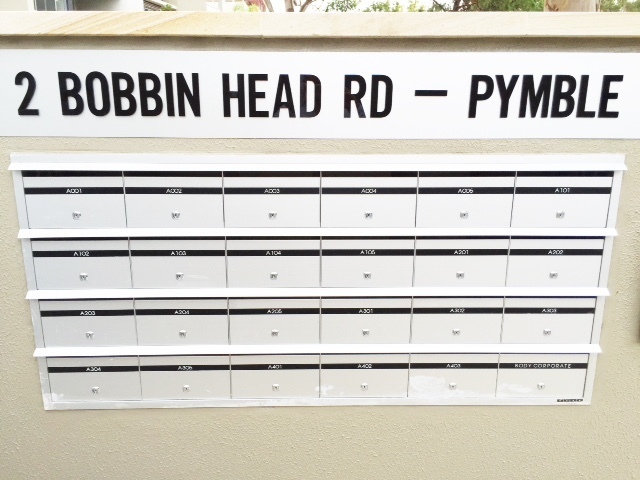 2 BOBBIN HEAD RD - PYMBLE
A001 A002 A003 A004 A005 A101
A102 A103 A104 A105 A201 A202
A203 A204 A205 A301 A302 A303
A304 A305 A401 A402 A403 BODY CORPORATE